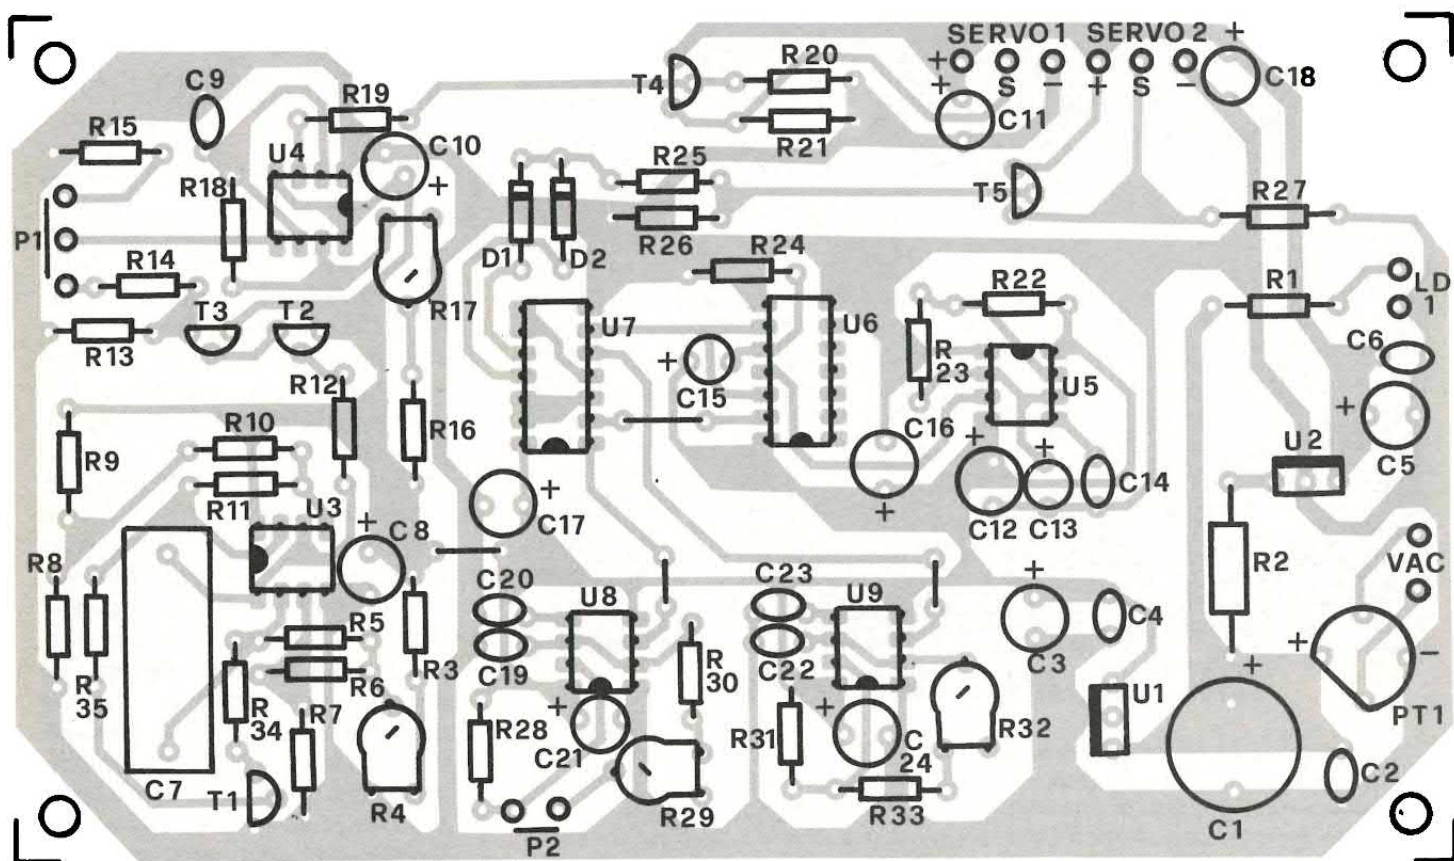 SERVO 1 SERVO 2 +
+ S - + S -
C18
+
C11
T4
R20
R21
C9
R19
C10
+
R15
U4
R18
P1
R14
R13
T3
T2
R17
R25
R26
D1
D2
R24
T5
R27
R1
LD
1
R22
R
23
U5
U7
U6
+
C15
C6
+
C5
U2
R12
R16
R10
R11
R9
U3
+
C8
+
C17
C16
+
+
C12
+
C13
C14
R2
VAC
R8
R
35
C7
R5
R6
R
34
R7
R3
T1
R4
C20
C19
U8
R
30
C23
C22
U9
+
C3
C4
+
-
PT1
R28
+
C21
R29
P2
R31
+
C
24
R32
R33
U1
+
C1
C2